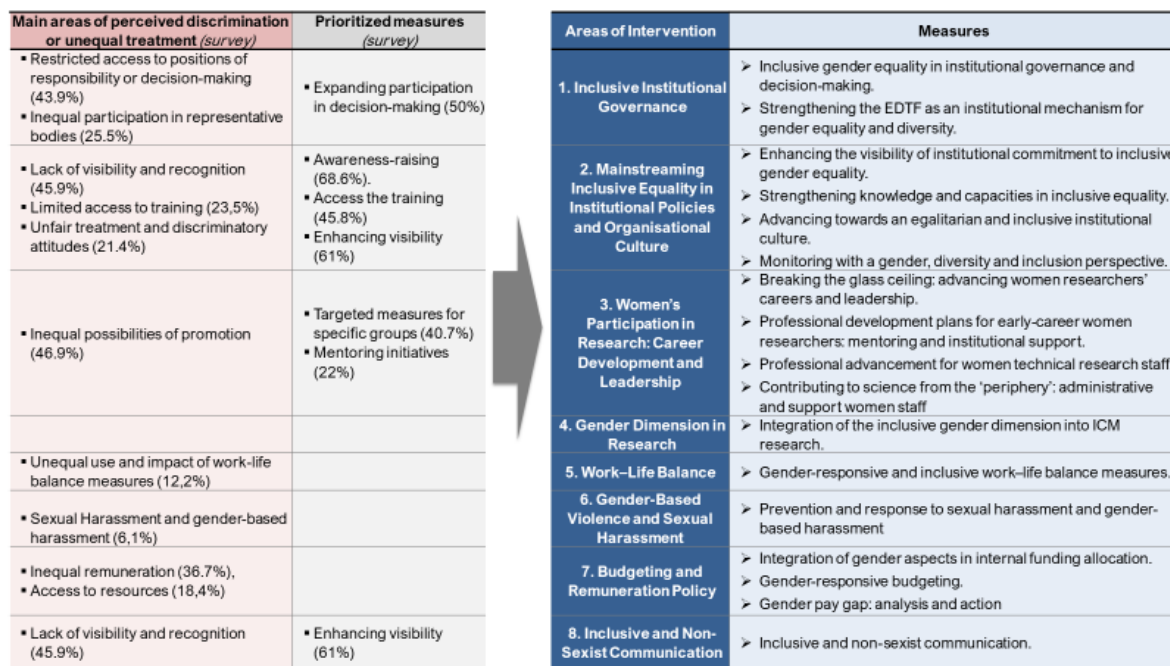 Main areas of perceived discrimination
or unequal treatment (survey)
Prioritized measures
(survey)
▪ Restricted access to positions of
responsibility or decision-making
(43.9%)
▪ Inequal participation in representative
bodies (25.5%)
▪ Expanding participation
in decision-making (50%)
▪ Lack of visibility and recognition
(45.9%)
▪ Limited access to training (23,5%)
▪ Unfair treatment and discriminatory
attitudes (21.4%)
▪ Awareness-raising
(68.6%).
▪ Access the training
(45.8%)
▪ Enhancing visibility
(61%)
▪ Inequal possibilities of promotion
(46.9%)
▪ Targeted measures for
specific groups (40.7%)
▪ Mentoring initiatives
(22%)
▪ Unequal use and impact of work-life
balance measures (12,2%)
▪ Sexual Harassment and gender-based
harassment (6,1%)
▪ Inequal remuneration (36.7%),
▪ Access to resources (18,4%)
▪ Lack of visibility and recognition
(45.9%)
▪ Enhancing visibility
(61%)
Areas of Intervention
Measures
1. Inclusive Institutional
Governance
➢ Inclusive gender equality in institutional governance and
decision-making.
➢ Strengthening the EDTF as an institutional mechanism for
gender equality and diversity.
2. Mainstreaming
Inclusive Equality in
Institutional Policies
and Organisational
Culture
➢ Enhancing the visibility of institutional commitment to inclusive
gender equality.
➢ Strengthening knowledge and capacities in inclusive equality.
➢ Advancing towards an egalitarian and inclusive institutional
culture.
➢ Monitoring with a gender, diversity and inclusion perspective.
3. Women's
Participation in
Research: Career
Development and
Leadership
➢ Breaking the glass ceiling: advancing women researchers'
careers and leadership.
➢ Professional development plans for early-career women
researchers: mentoring and institutional support.
➢ Professional advancement for women technical research staff
➢ Contributing to science from the 'periphery': administrative
and support women staff
4. Gender Dimension in
Research
➢ Integration of the inclusive gender dimension into ICM
research.
5. Work–Life Balance
➢ Gender-responsive and inclusive work–life balance measures.
6. Gender-Based
Violence and Sexual
Harassment
➢ Prevention and response to sexual harassment and gender-
based harassment
7. Budgeting and
Remuneration Policy
➢ Integration of gender aspects in internal funding allocation.
➢ Gender-responsive budgeting.
➢ Gender pay gap: analysis and action
8. Inclusive and Non-
Sexist Communication
➢ Inclusive and non-sexist communication.